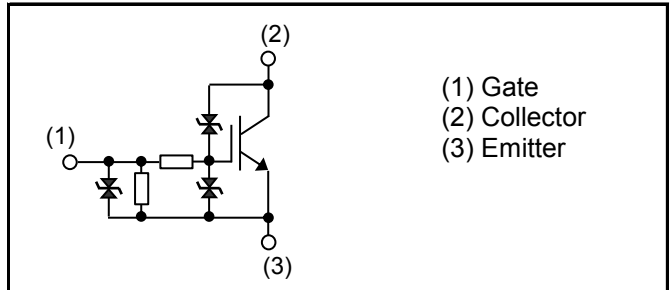 (2)
(1)
(3)
(1) Gate
(2) Collector
(3) Emitter